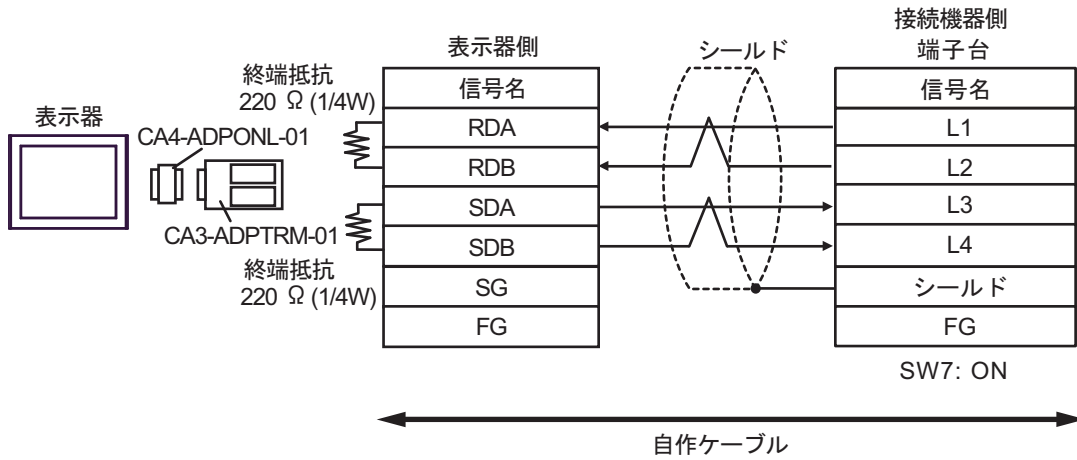 表示器
CA4-ADPONL-01
CA3-ADPTRM-01
終端抵抗
220 Ω (1/4W)
終端抵抗
220 Ω (1/4W)
表示器側
信号名
RDA
RDB
SDA
SDB
SG
FG
シールド
接続機器側
端子台
信号名
L1
L2
L3
L4
シールド
FG
SW7: ON
自作ケーブル